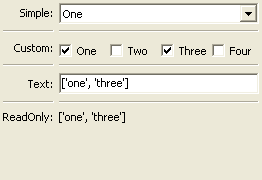 Simple: One
Custom: One Two Three Four
Text: ['one', 'three']
ReadOnly: ['one', 'three']